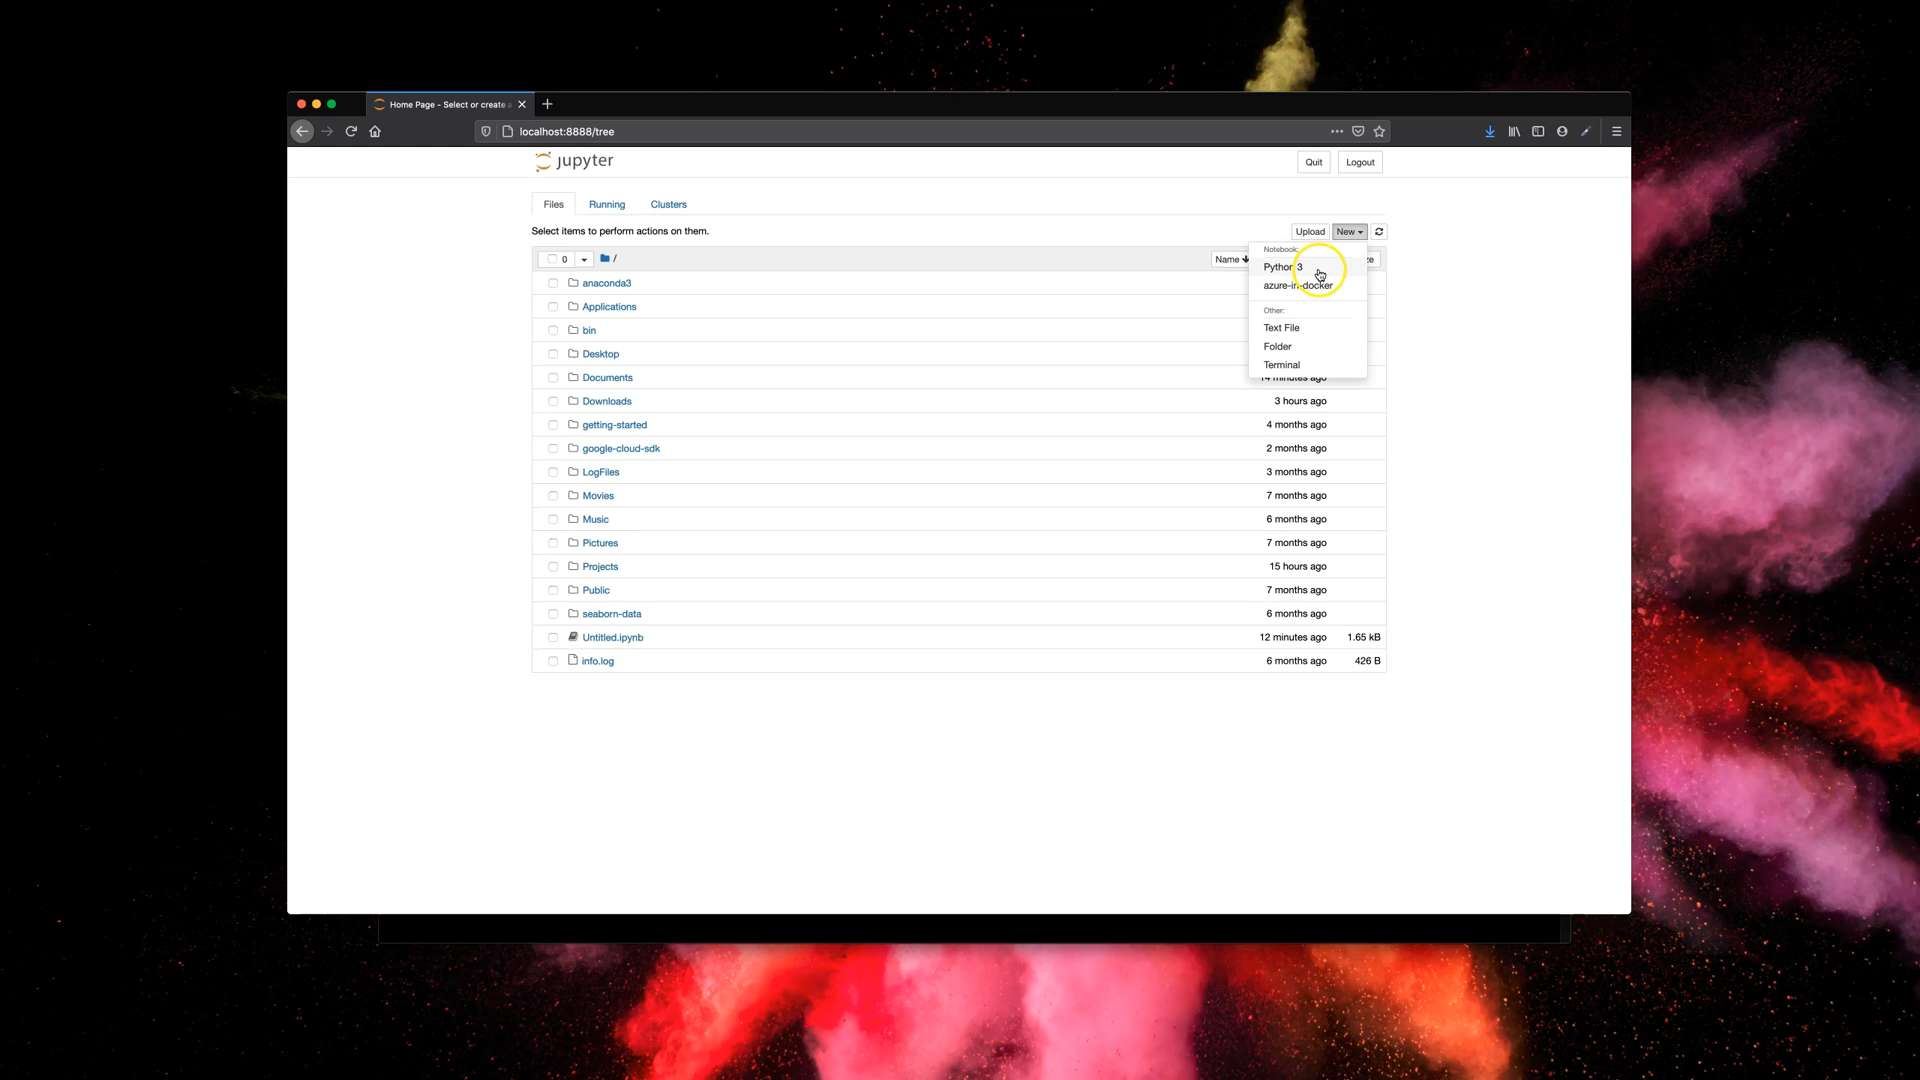 Home Page - Select or create a
localhost:8888/tree
jupyter
Quit Logout
Files Running Clusters
Select items to perform actions on them.
Upload New
0 / Name
Notebook:
Python 3
azure-in-docker
Other:
Text File
Folder
Terminal
anaconda3
Applications
bin
Desktop
Documents 14 minutes ago
Downloads 3 hours ago
getting-started 4 months ago
google-cloud-sdk 2 months ago
LogFiles 3 months ago
Movies 7 months ago
Music 6 months ago
Pictures 7 months ago
Projects 15 hours ago
Public 7 months ago
seaborn-data 6 months ago
Untitled.ipynb 12 minutes ago 1.65 kB
info.log 6 months ago 426 B